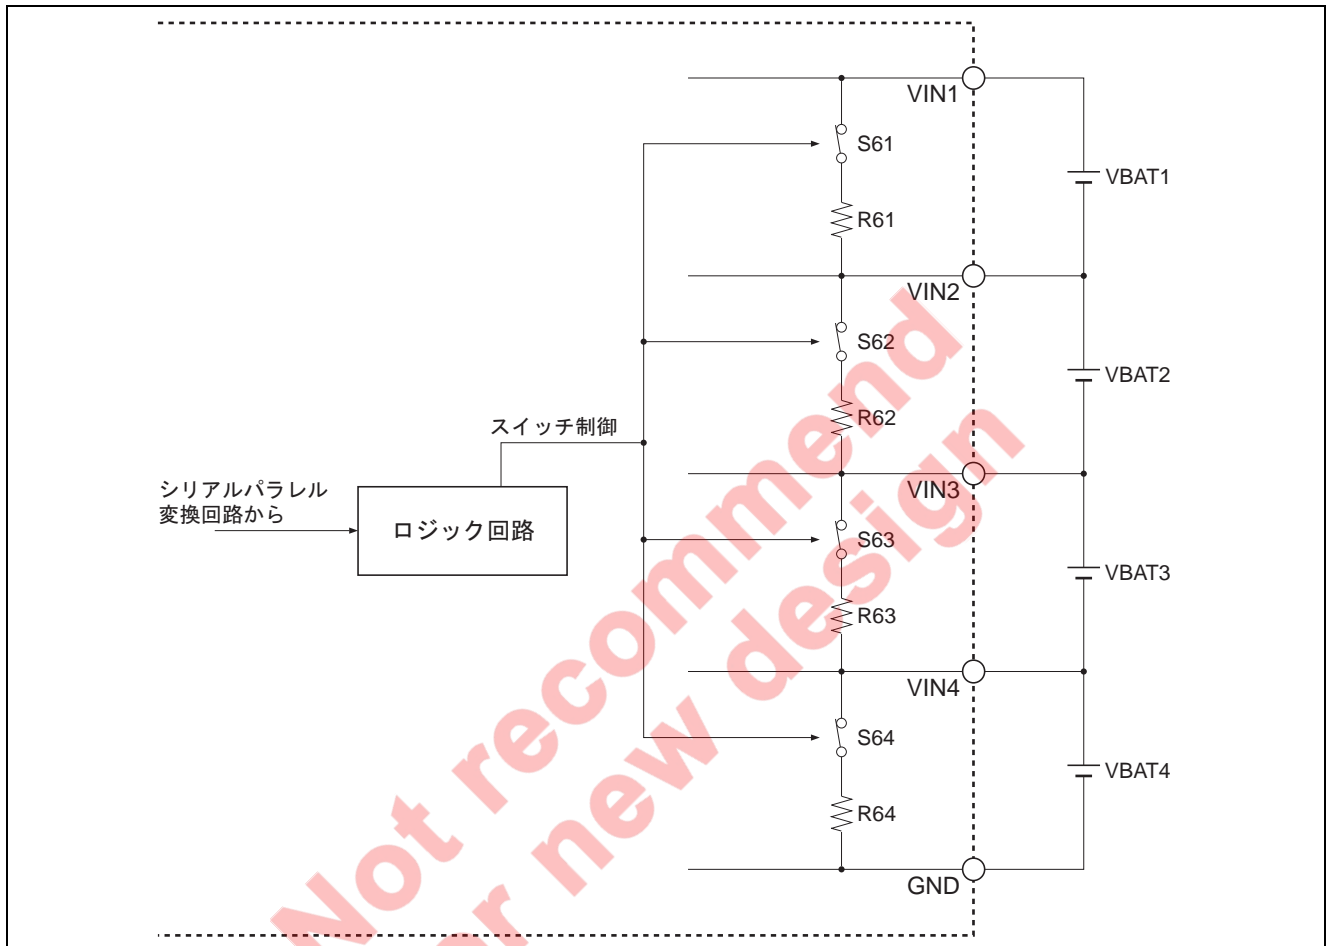 VIN1
S61
VBAT1
R61
VIN2
S62
VBAT2
R62
スイッチ制御
VIN3
シリアルパラレル
変換回路から
ロジック回路
S63
VBAT3
R63
VIN4
S64
VBAT4
R64
GND
Not recommend
for new design